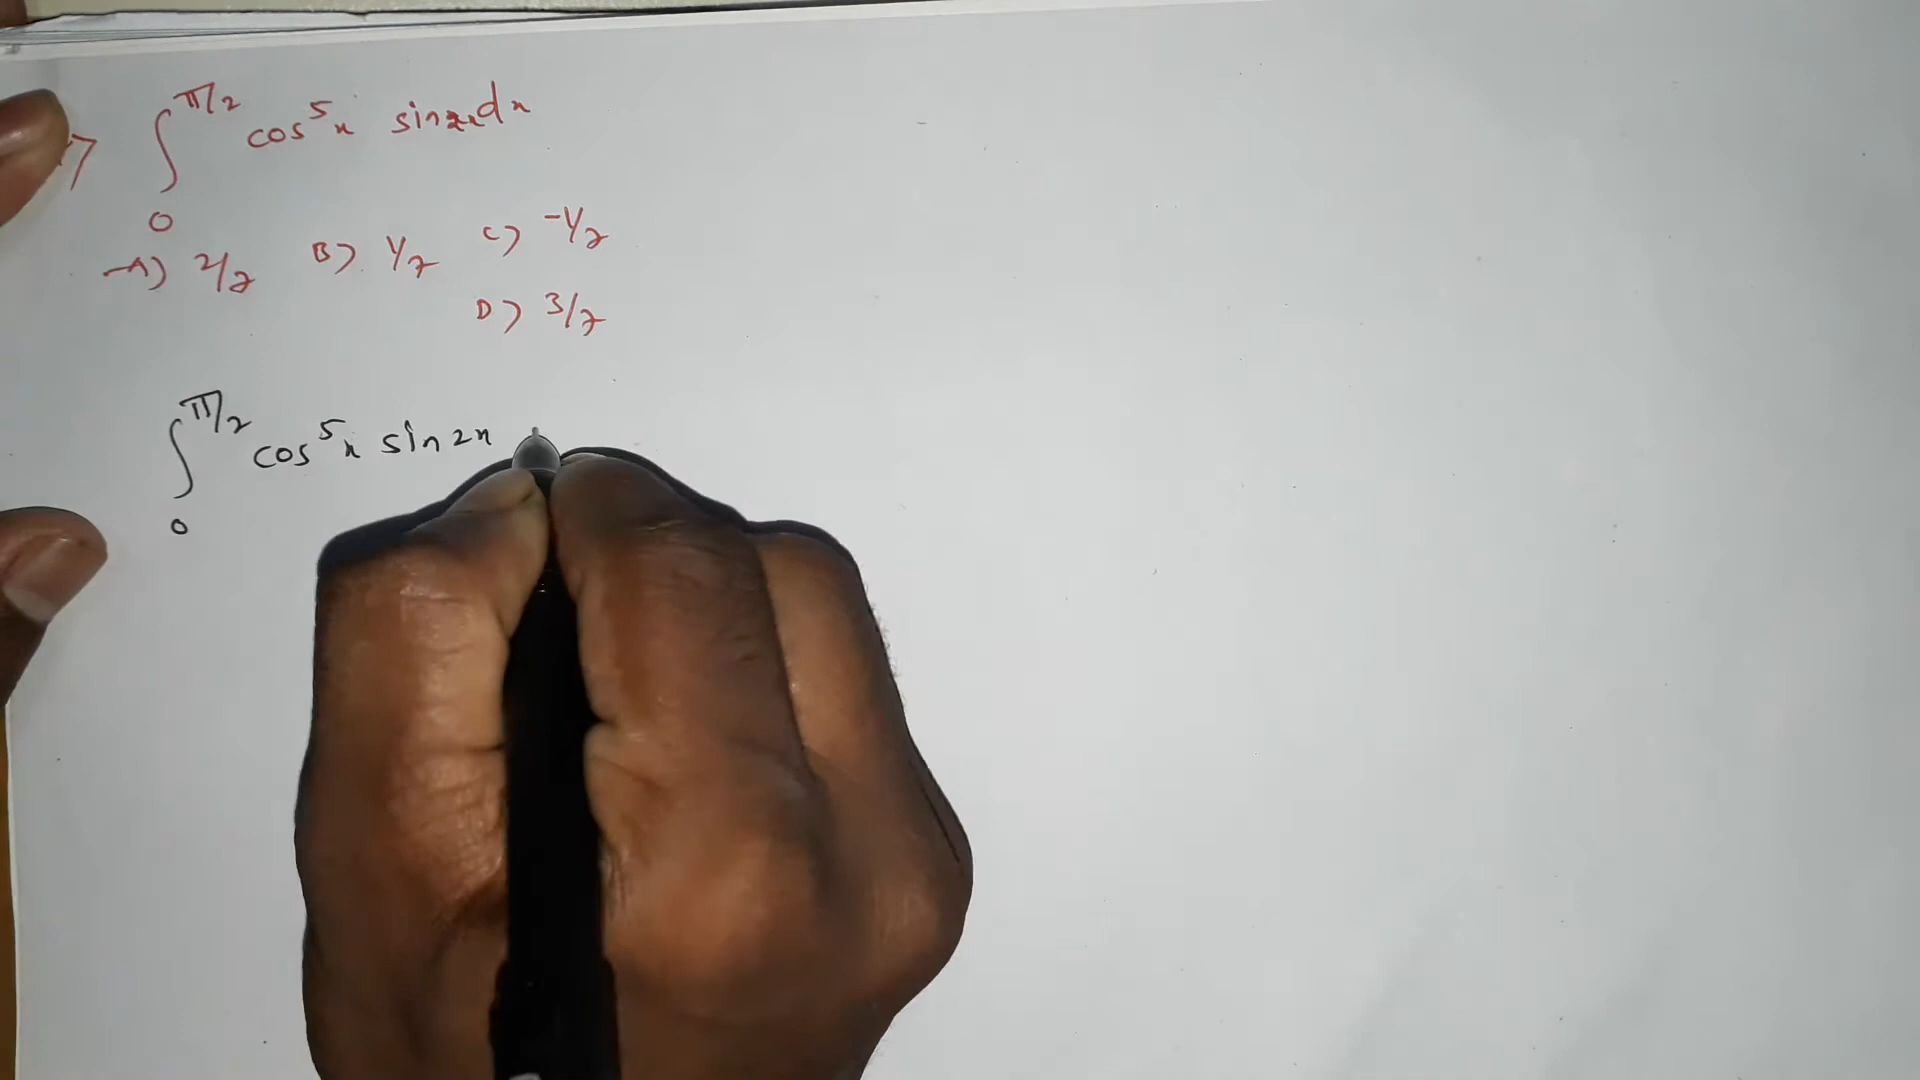 ∫₀^π/2 cos⁵x sin2x dx
A) 2/7 B) 1/7 C) -1/7
D) 3/7
∫₀^π/2 cos⁵x sin2x